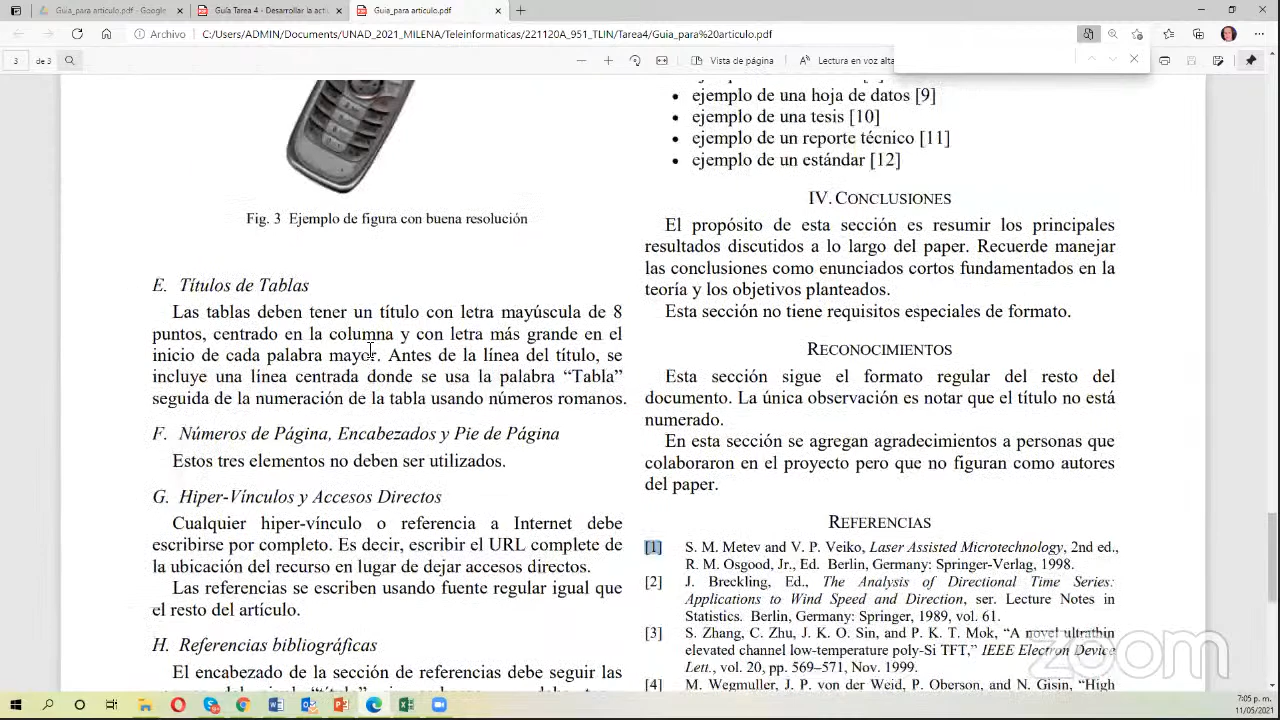 Guia_para articulo.pdf - Google
Guía Tarea 4 - Desarrollar la acti
Guia_para articulo.pdf
Archivo
C:/Users/ADMIN/Documents/UNAD_2021_MILENA/Teleinformaticas/221120A_951_TLIN/Tarea4/Guia_para%20articulo.pdf
3 de 3
Vista de página
Lectura en voz alta
Fig. 3 Ejemplo de figura con buena resolución
E. Títulos de Tablas
Las tablas deben tener un título con letra mayúscula de 8
puntos, centrado en la columna y con letra más grande en el
inicio de cada palabra mayor. Antes de la línea del título, se
incluye una línea centrada donde se usa la palabra “Tabla”
seguida de la numeración de la tabla usando números romanos.
F. Números de Página, Encabezados y Pie de Página
Estos tres elementos no deben ser utilizados.
G. Hiper-Vínculos y Accesos Directos
Cualquier hiper-vínculo o referencia a Internet debe
escribirse por completo. Es decir, escribir el URL complete de
la ubicación del recurso en lugar de dejar accesos directos.
Las referencias se escriben usando fuente regular igual que
el resto del artículo.
H. Referencias bibliográficas
El encabezado de la sección de referencias debe seguir las
ejemplo de una hoja de datos [9]
ejemplo de una tesis [10]
ejemplo de un reporte técnico [11]
ejemplo de un estándar [12]
IV. CONCLUSIONES
El propósito de esta sección es resumir los principales
resultados discutidos a lo largo del paper. Recuerde manejar
las conclusiones como enunciados cortos fundamentados en la
teoría y los objetivos planteados.
Esta sección no tiene requisitos especiales de formato.
RECONOCIMIENTOS
Esta sección sigue el formato regular del resto del
documento. La única observación es notar que el título no está
numerado.
En esta sección se agregan agradecimientos a personas que
colaboraron en el proyecto pero que no figuran como autores
del paper.
REFERENCIAS
[1] S. M. Metev and V. P. Veiko, Laser Assisted Microtechnology, 2nd ed.,
R. M. Osgood, Jr., Ed. Berlin, Germany: Springer-Verlag, 1998.
[2] J. Breckling, Ed., The Analysis of Directional Time Series:
Applications to Wind Speed and Direction, ser. Lecture Notes in
Statistics. Berlin, Germany: Springer, 1989, vol. 61.
[3] S. Zhang, C. Zhu, J. K. O. Sin, and P. K. T. Mok, “A novel ultrathin
elevated channel low-temperature poly-Si TFT,” IEEE Electron Device
Lett., vol. 20, pp. 569–571, Nov. 1999.
[4] M. Wegmuller, J. P. von der Weid, P. Oberson, and N. Gisin, “High
zoom
7:05 p. m.
11/05/2021